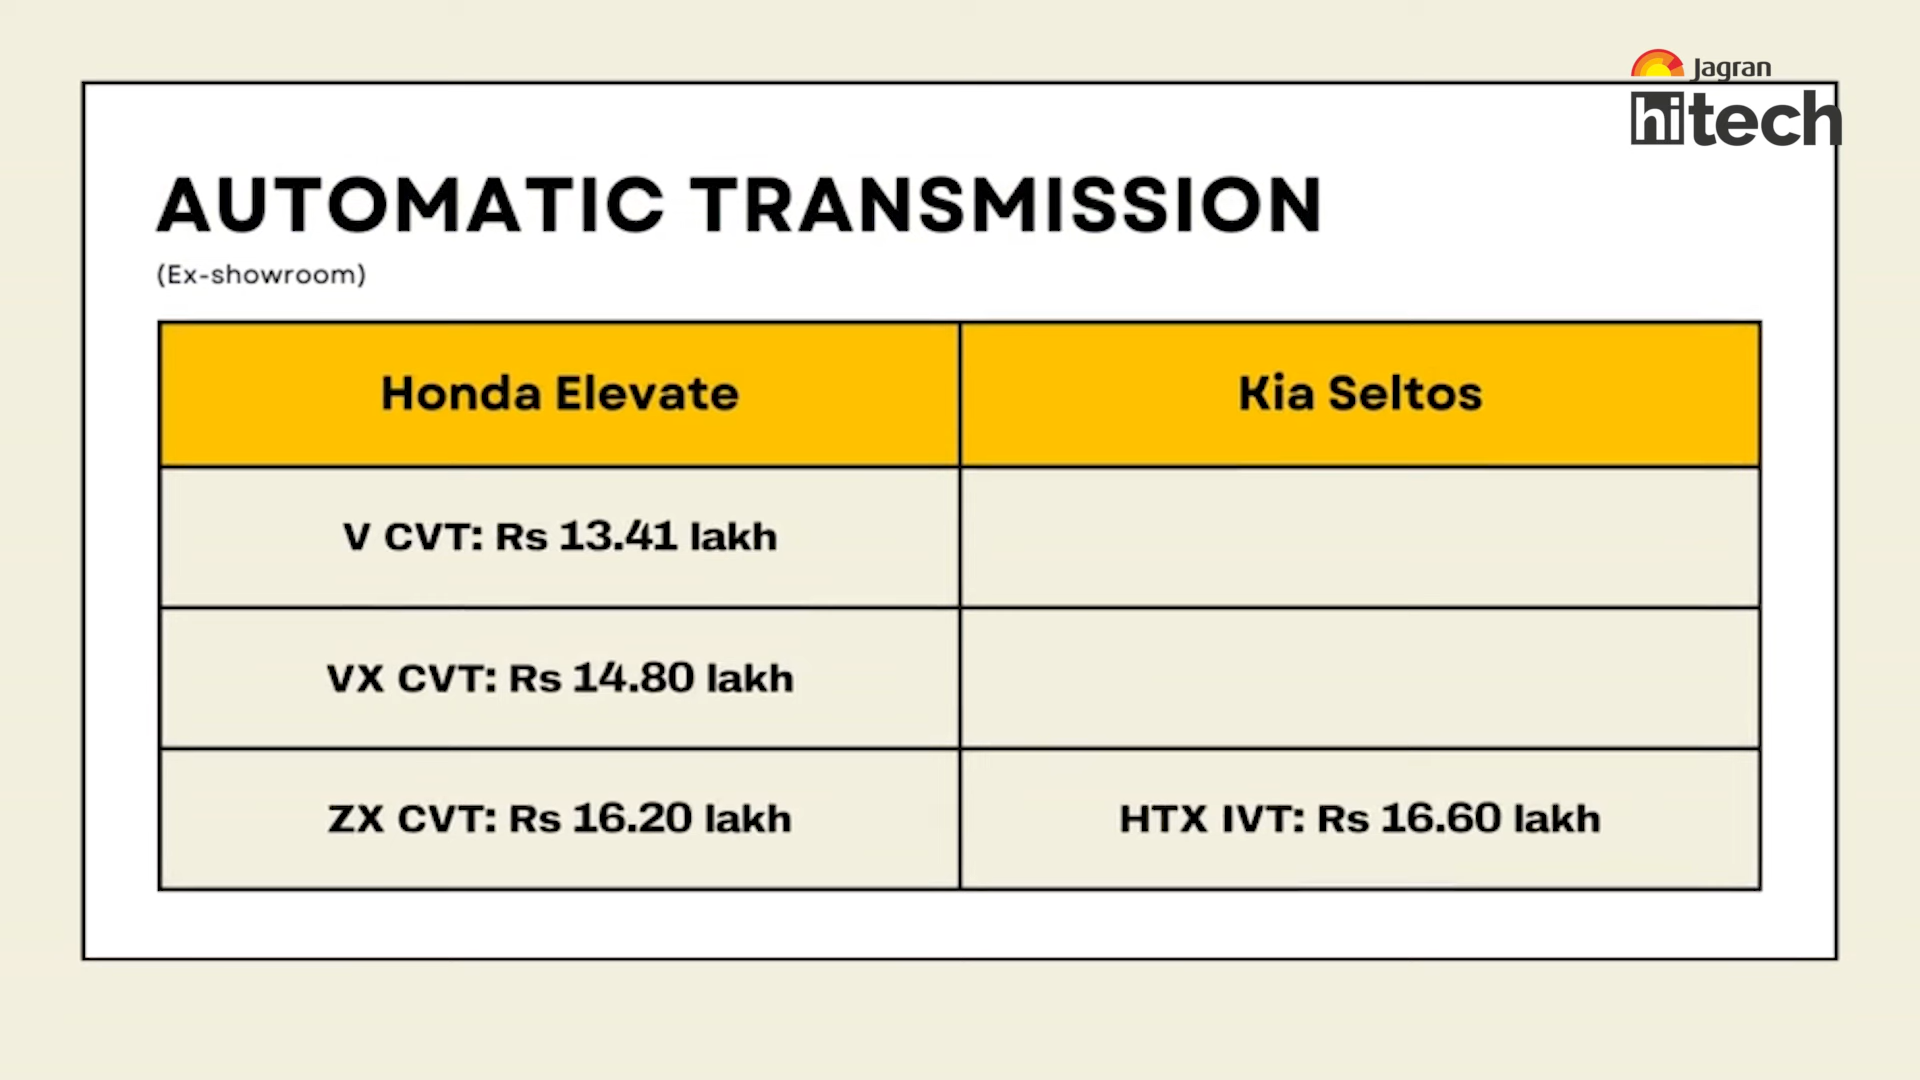 Jagran
hitech
AUTOMATIC TRANSMISSION
(Ex-showroom)
Honda Elevate
Kia Seltos
V CVT: Rs 13.41 lakh
VX CVT: Rs 14.80 lakh
ZX CVT: Rs 16.20 lakh
HTX IVT: Rs 16.60 lakh